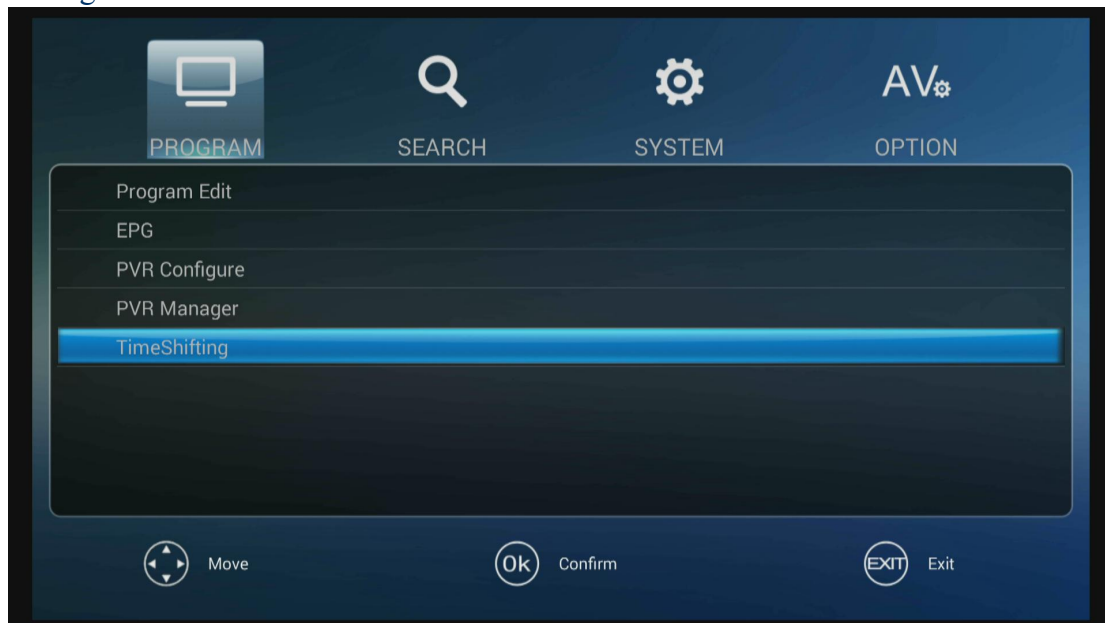 PROGRAM SEARCH SYSTEM AV OPTION
Program Edit
EPG
PVR Configure
PVR Manager
TimeShifting
Move Ok Confirm EXIT Exit